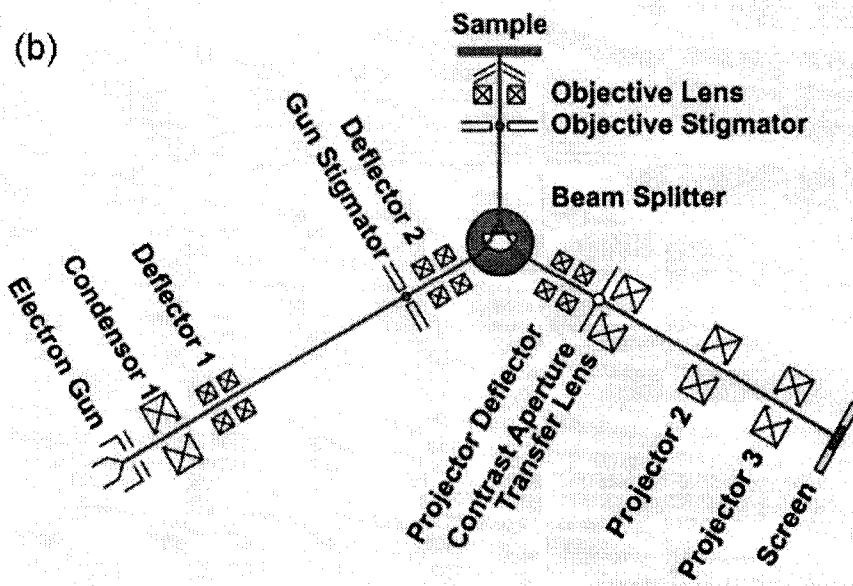 (b)
Sample
Objective Lens
Objective Stigmator
Beam Splitter
Deflector 2
Gun Stigmator
Deflector 1
Condensor 1
Electron Gun
Projector Deflector
Contrast Aperture
Transfer Lens
Projector 2
Projector 3
Screen